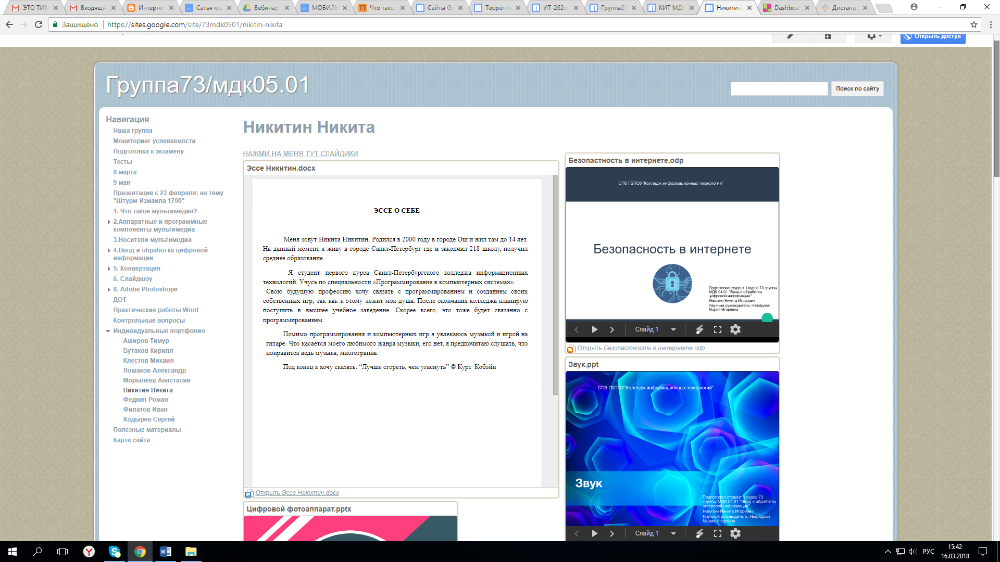 ЭТО ТИМ
Входящи
Интерне
Сатья мо
Вебинар
МОБИЛЬ
Что тако
Сайты Go
Теоретич
ИТ-262гр
Группа26
КИТ МДК
Никитин
Dashboa
Дистанц
Защищено
https://sites.google.com/site/73mdk0501/nikitin-nikita
Открыть доступ
Группа73/мдк05.01
Поиск по сайту
Навигация
Наша группа
Мониторинг успеваемости
Подготовка к экзамену
Тесты
8 марта
9 мая
Презентация к 23 февраля: на тему
"Штурм Измаила 1790"
1. Что такое мультимедиа?
2.Аппаратные и программные
компоненты мультимедиа
3.Носители мультимедиа
4.Ввод и обработка цифровой
информации
5. Конвертация
6. Слайдшоу
8. Adobe Photoshope
ДОТ
Практические работы Word
Контрольные вопросы
Индивидуальные портфолио
Аширов Тимур
Бутаков Кирилл
Клестов Михаил
Лошаков Александр
Морылева Анастасия
Никитин Никита
Федкин Роман
Филатов Иван
Ходырев Сергей
Полезные материалы
Карта сайта
Никитин Никита
НАЖМИ НА МЕНЯ ТУТ СЛАЙДИКИ
Эссе Никитин.docx
ЭССЕ О СЕБЕ
Меня зовут Никита Никитин. Родился в 2000 году в городе Ош и жил там до 14 лет.
На данный момент я живу в городе Санкт-Петербург где и закончил 218 школу, получил
среднее образование.
Я студент первого курса Санкт-Петербургского колледжа информационных
технологий. Учусь по специальности «Программирование в компьютерных системах».
Свою будущую профессию хочу связать с программированием и созданием своих
собственных игр, так как к этому лежит моя душа. После окончания колледжа планирую
поступить в высшее учебное заведение. Скорее всего, это тоже будет связанно с
программированием.
Помимо программирования и компьютерных игр я увлекаюсь музыкой и игрой на
гитаре. Что касается моего любимого жанра музыки, его нет, я предпочитаю слушать, что
понравится ведь музыка, многогранна.
Под конец я хочу сказать: “Лучше сгореть, чем угаснуть” © Курт Кобэйн
Открыть Эссе Никитин.docx
Цифровой фотоаппарат.pptx
Безопастность в интернете.odp
СПб ГБПОУ"Колледж информационных технологий"
Безопасность в интернете
Подготовил студент 1 курса 73 группы
МДК 04.01 "Ввод и обработка
цифровой информации"
Никитин Никита Игоревич
Научный руководитель: Нефёдова
Мария Игоревна
Слайд 1
Открыть Безопастность в интернете.odp
Звук.ppt
СПб ГБПОУ"Колледж информационных технологий"
Звук
Подготовил студент 1 курса 73
группы МДК 04.01 "Ввод и обработка
цифровой информации"
Никитин Никита Игоревич
Научный руководитель: Нефёдова
Мария Игоревна
Слайд 1
РУС
15:42
16.03.2018